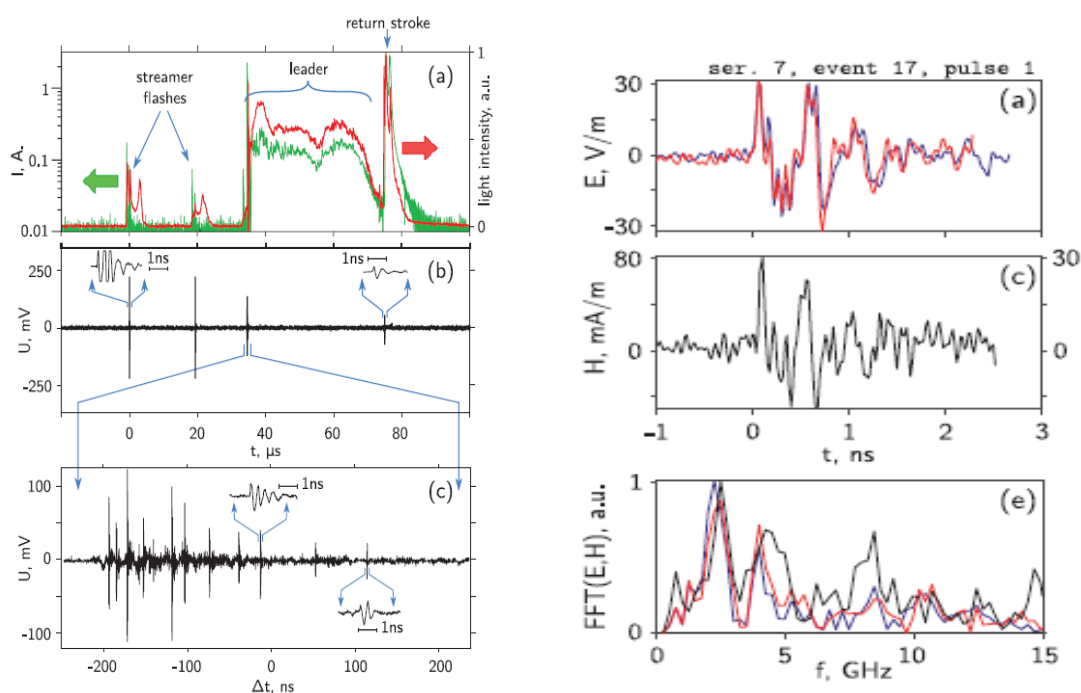 return stroke
streamer
flashes
leader
(a)
1
0.1
0.01
I, A.
1
0
light intensity, a.u.
(b)
1ns
1ns
250
0
-250
U, mV
0
20
40
60
80
t, μs
(c)
1ns
1ns
100
50
0
-50
-100
U, mV
-200
-100
0
100
200
Δt, ns
ser. 7, event 17, pulse 1
(a)
30
0
-30
E, V/m
(c)
80
0
H, mA/m
30
0
-1
0
1
2
3
t, ns
(e)
1
0
FFT(E,H), a.u.
0
5
10
15
f, GHz